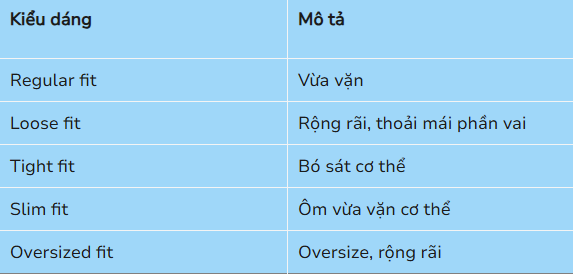 Kiểu dáng Mô tả
Regular fit Vừa vặn
Loose fit Rộng rãi, thoải mái phần vai
Tight fit Bó sát cơ thể
Slim fit Ôm vừa vặn cơ thể
Oversized fit Oversize, rộng rãi